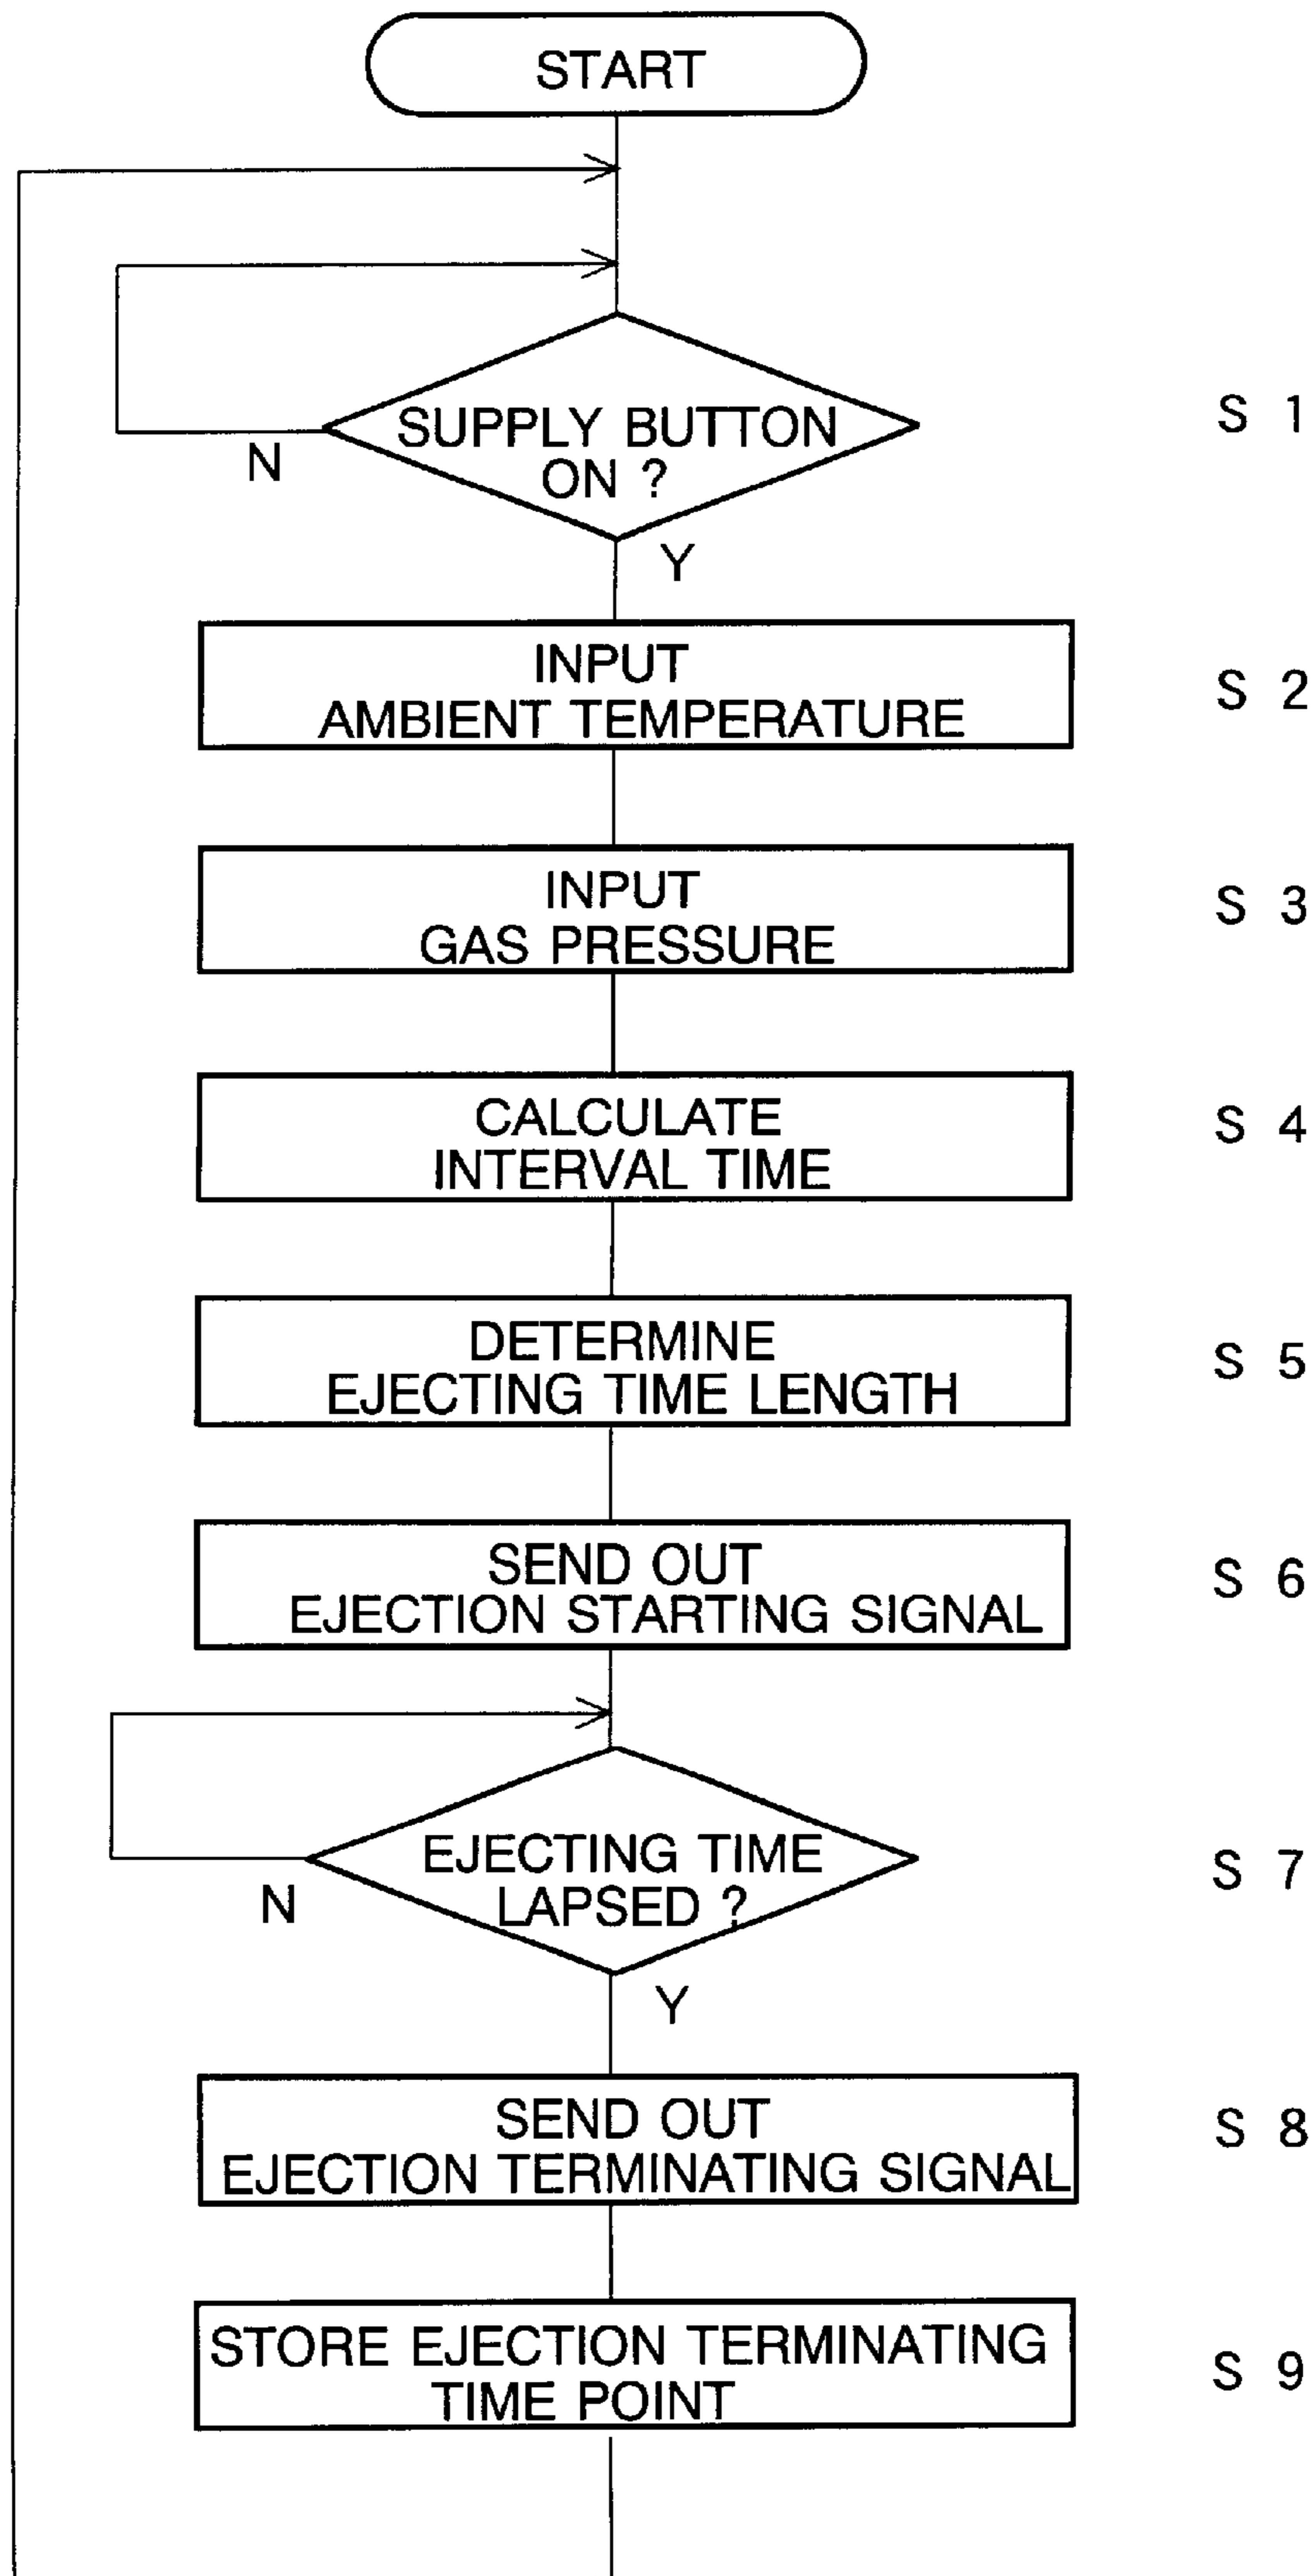 START
SUPPLY BUTTON
ON ?
S 1
N
Y
INPUT
AMBIENT TEMPERATURE
S 2
INPUT
GAS PRESSURE
S 3
CALCULATE
INTERVAL TIME
S 4
DETERMINE
EJECTING TIME LENGTH
S 5
SEND OUT
EJECTION STARTING SIGNAL
S 6
EJECTING TIME
LAPSED ?
S 7
N
Y
SEND OUT
EJECTION TERMINATING SIGNAL
S 8
STORE EJECTION TERMINATING
TIME POINT
S 9